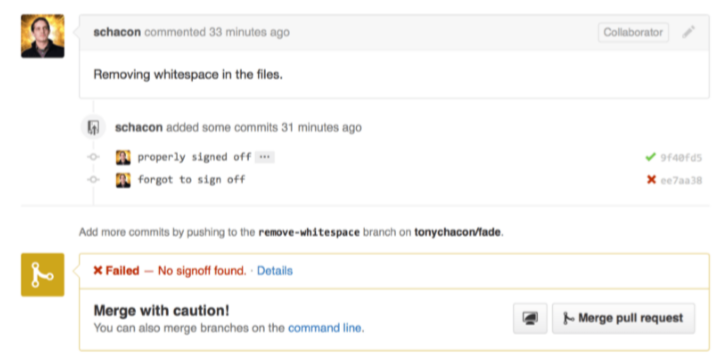 schacon commented 33 minutes ago Collaborator
Removing whitespace in the files.
schacon added some commits 31 minutes ago
properly signed off ••• 9f40fd5
forgot to sign off ee7aa38
Add more commits by pushing to the remove-whitespace branch on tonychacon/fade.
Failed — No signoff found. · Details
Merge with caution!
You can also merge branches on the command line.
Merge pull request